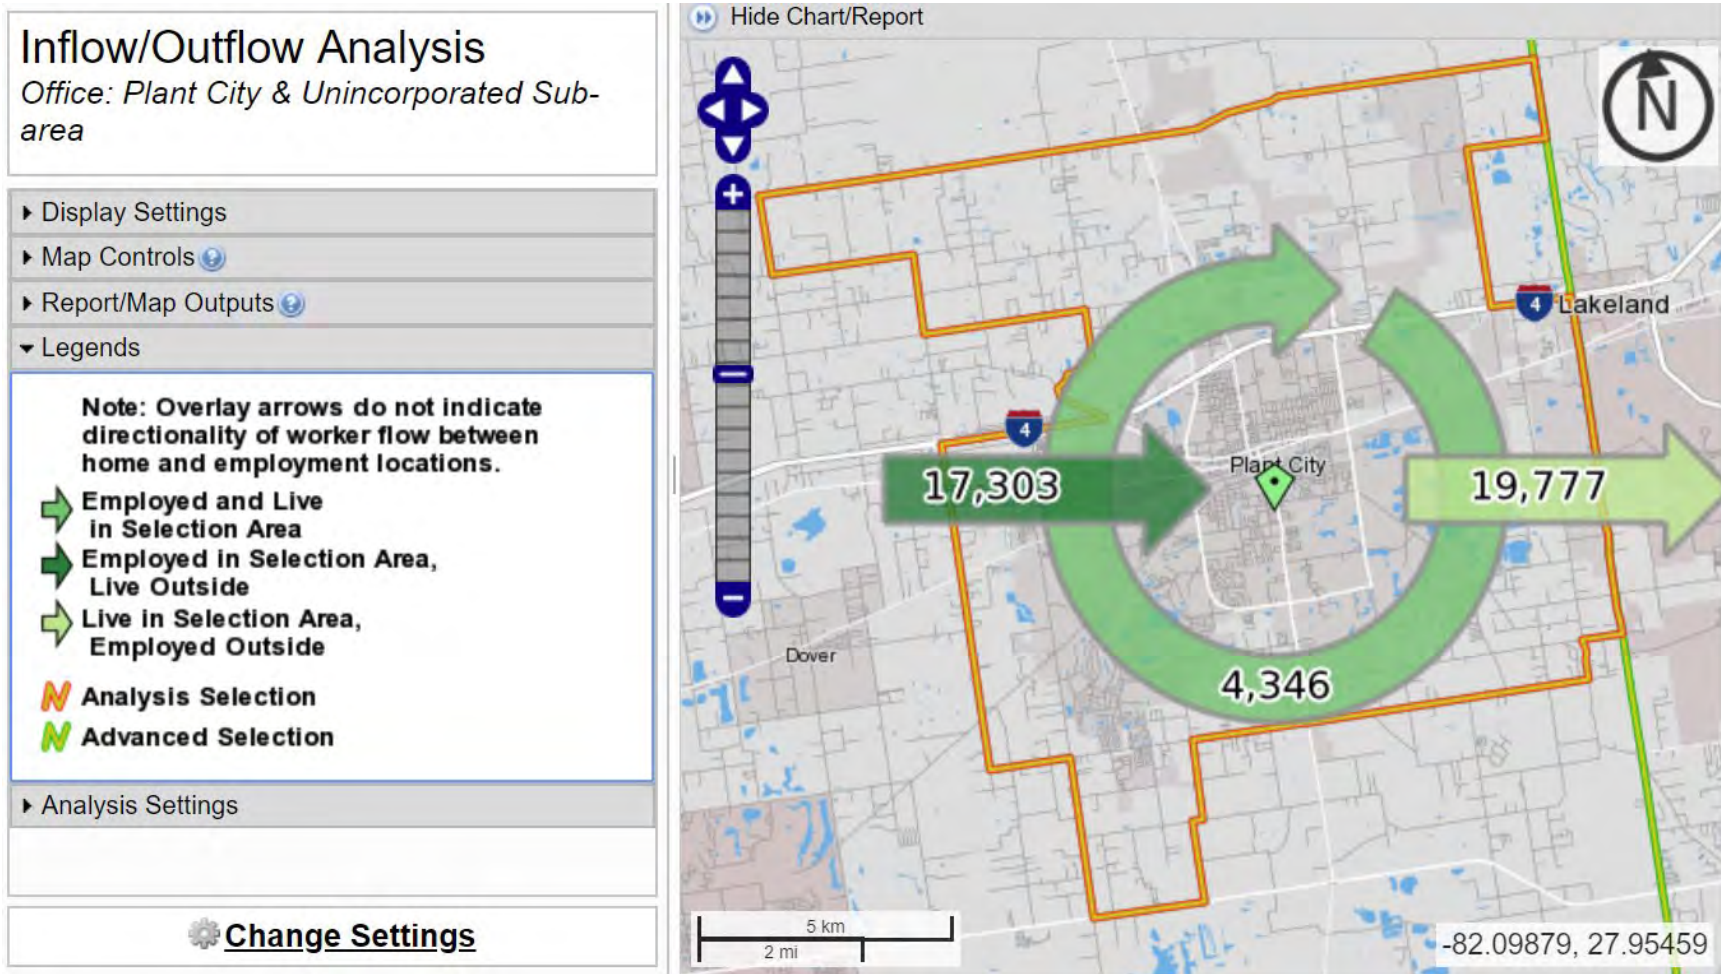 Inflow/Outflow Analysis
Office: Plant City & Unincorporated Sub-
area
Display Settings
Map Controls ?
Report/Map Outputs ?
Legends
Note: Overlay arrows do not indicate
directionality of worker flow between
home and employment locations.
Employed and Live
in Selection Area
Employed in Selection Area,
Live Outside
Live in Selection Area,
Employed Outside
Analysis Selection
Advanced Selection
Analysis Settings
Change Settings
Hide Chart/Report
N
4 Lakeland
4
Plant City
17,303
19,777
Dover
4,346
5 km
2 mi
-82.09879, 27.95459